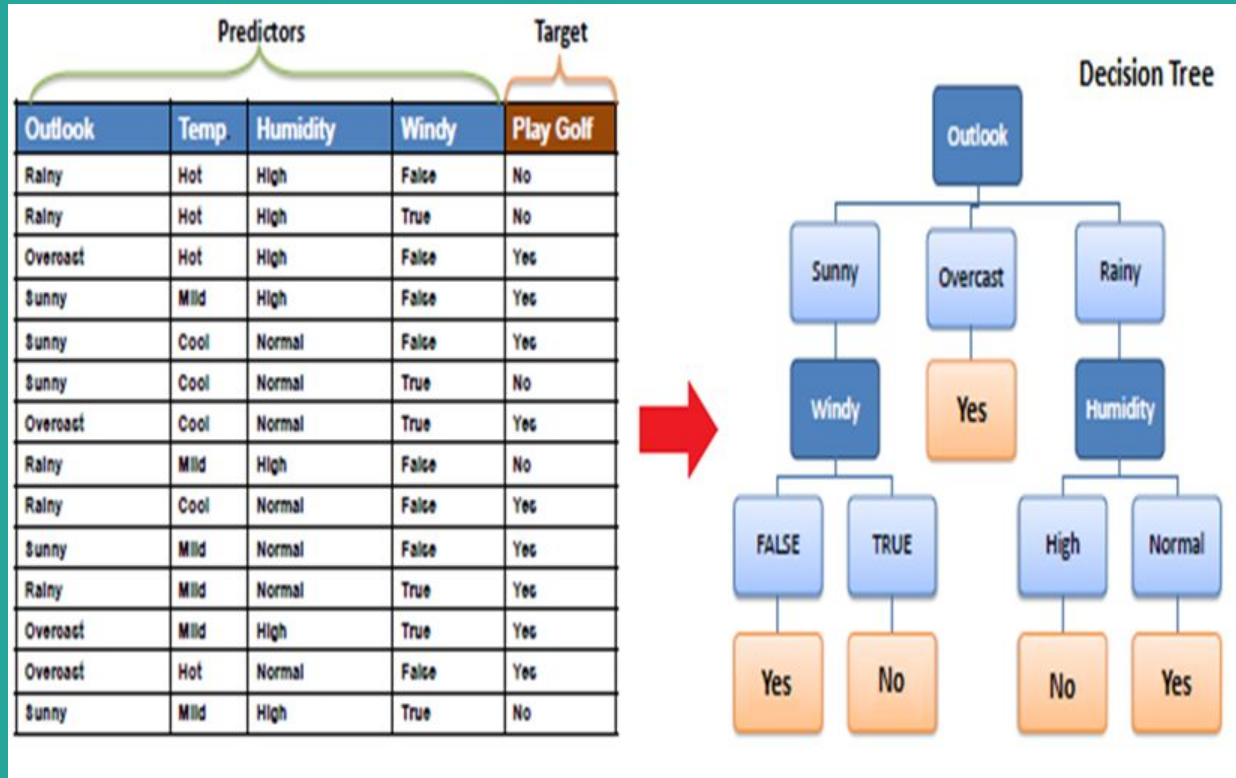 Predictors Target
Outlook Temp. Humidity Windy Play Golf
Rainy Hot High False No
Rainy Hot High True No
Overcast Hot High False Yes
Sunny Mild High False Yes
Sunny Cool Normal False Yes
Sunny Cool Normal True No
Overcast Cool Normal True Yes
Rainy Mild High False No
Rainy Cool Normal False Yes
Sunny Mild Normal False Yes
Rainy Mild Normal True Yes
Overcast Mild High True Yes
Overcast Hot Normal False Yes
Sunny Mild High True No
Decision Tree
Outlook
Sunny Overcast Rainy
Windy Yes Humidity
FALSE TRUE High Normal
Yes No No Yes